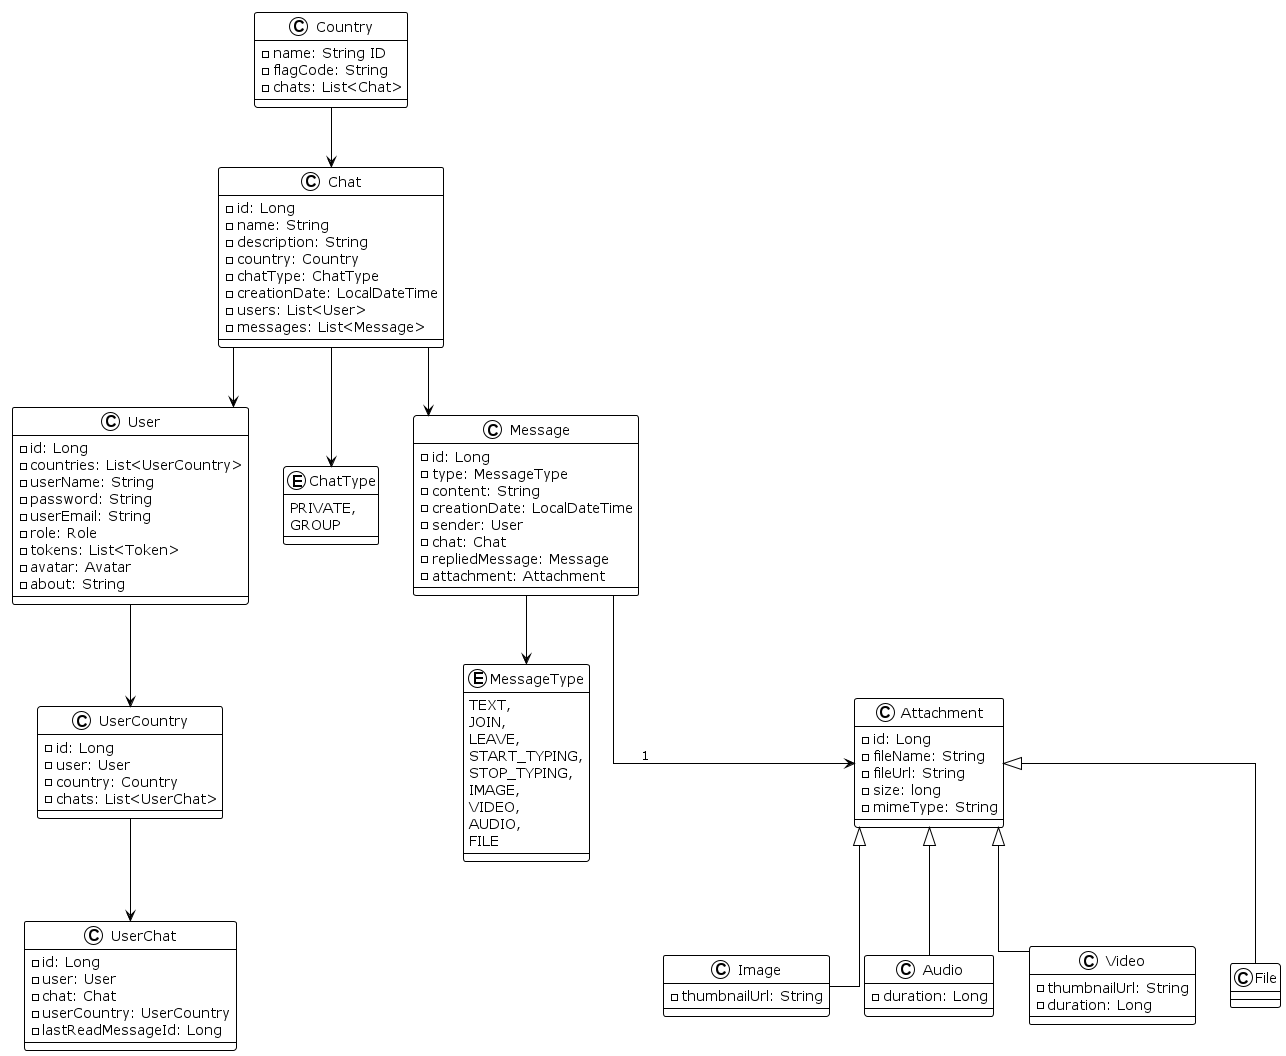 C Country
name: String ID
flagCode: String
chats: List<Chat>
C Chat
id: Long
name: String
description: String
country: Country
chatType: ChatType
creationDate: LocalDateTime
users: List<User>
messages: List<Message>
C User
id: Long
countries: List<UserCountry>
userName: String
password: String
userEmail: String
role: Role
tokens: List<Token>
avatar: Avatar
about: String
E ChatType
PRIVATE,
GROUP
C Message
id: Long
type: MessageType
content: String
creationDate: LocalDateTime
sender: User
chat: Chat
repliedMessage: Message
attachment: Attachment
C UserCountry
id: Long
user: User
country: Country
chats: List<UserChat>
E MessageType
TEXT,
JOIN,
LEAVE,
START_TYPING,
STOP_TYPING,
IMAGE,
VIDEO,
AUDIO,
FILE
1
C Attachment
id: Long
fileName: String
fileUrl: String
size: long
mimeType: String
C UserChat
id: Long
user: User
chat: Chat
userCountry: UserCountry
lastReadMessageId: Long
C Image
thumbnailUrl: String
C Audio
duration: Long
C Video
thumbnailUrl: String
duration: Long
C File